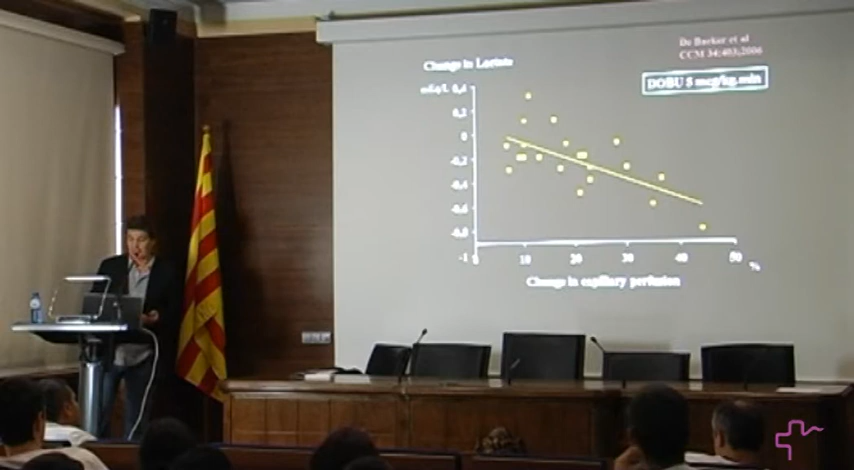 De Backer et al
CCM 34:403;2006
Change in Lactate
DOBU 5 mcg/kg.min
mEq/L 0,4
0,2
0
-0,2
-0,4
-0,6
-0,8
-1
0 10 20 30 40 50 %
Change in capillary perfusion